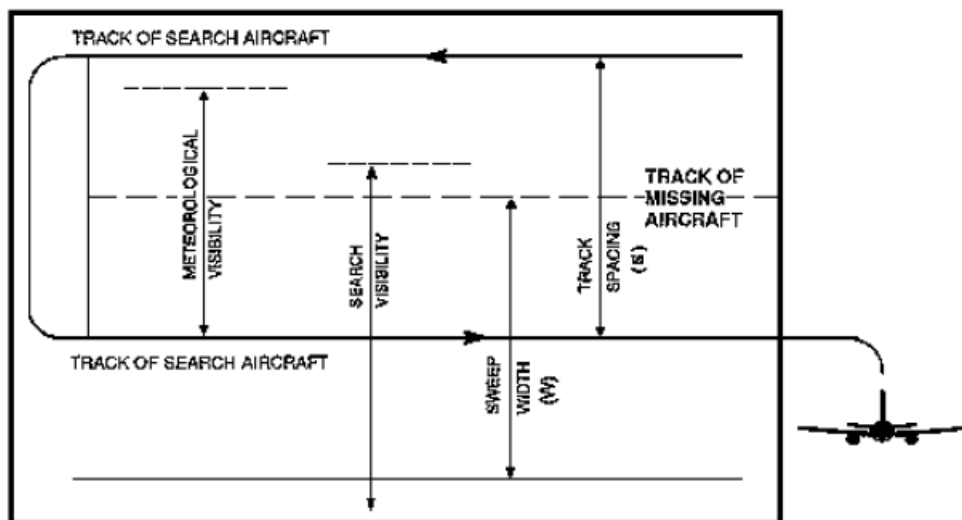 TRACK OF SEARCH AIRCRAFT
METEOROLOGICAL
VISIBILITY
SEARCH
VISIBILITY
TRACK OF
MISSING
AIRCRAFT
TRACK
SPACING
(S)
TRACK OF SEARCH AIRCRAFT
SWEEP
WIDTH
(W)